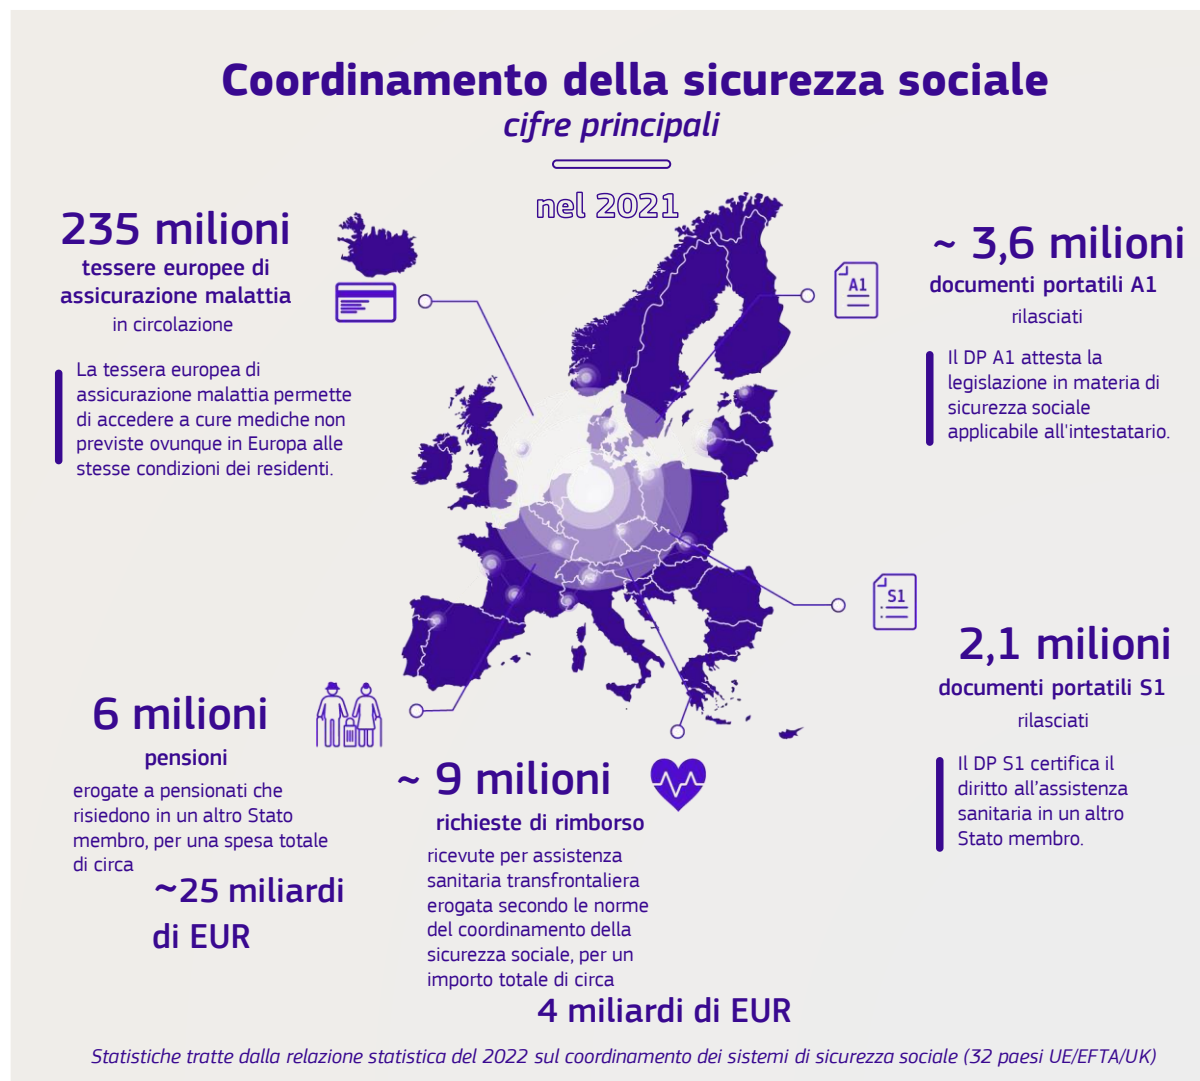 Coordinamento della sicurezza sociale
cifre principali
nel 2021
235 milioni
tessere europee di
assicurazione malattia
in circolazione
La tessera europea di
assicurazione malattia permette
di accedere a cure mediche non
previste ovunque in Europa alle
stesse condizioni dei residenti.
A1
~ 3,6 milioni
documenti portatili A1
rilasciati
Il DP A1 attesta la
legislazione in materia di
sicurezza sociale
applicabile all'intestatario.
S1
2,1 milioni
documenti portatili S1
rilasciati
Il DP S1 certifica il
diritto all’assistenza
sanitaria in un altro
Stato membro.
6 milioni
pensioni
erogate a pensionati che
risiedono in un altro Stato
membro, per una spesa totale
di circa
~25 miliardi
di EUR
~ 9 milioni
richieste di rimborso
ricevute per assistenza
sanitaria transfrontaliera
erogata secondo le norme
del coordinamento della
sicurezza sociale, per un
importo totale di circa
4 miliardi di EUR
Statistiche tratte dalla relazione statistica del 2022 sul coordinamento dei sistemi di sicurezza sociale (32 paesi UE/EFTA/UK)